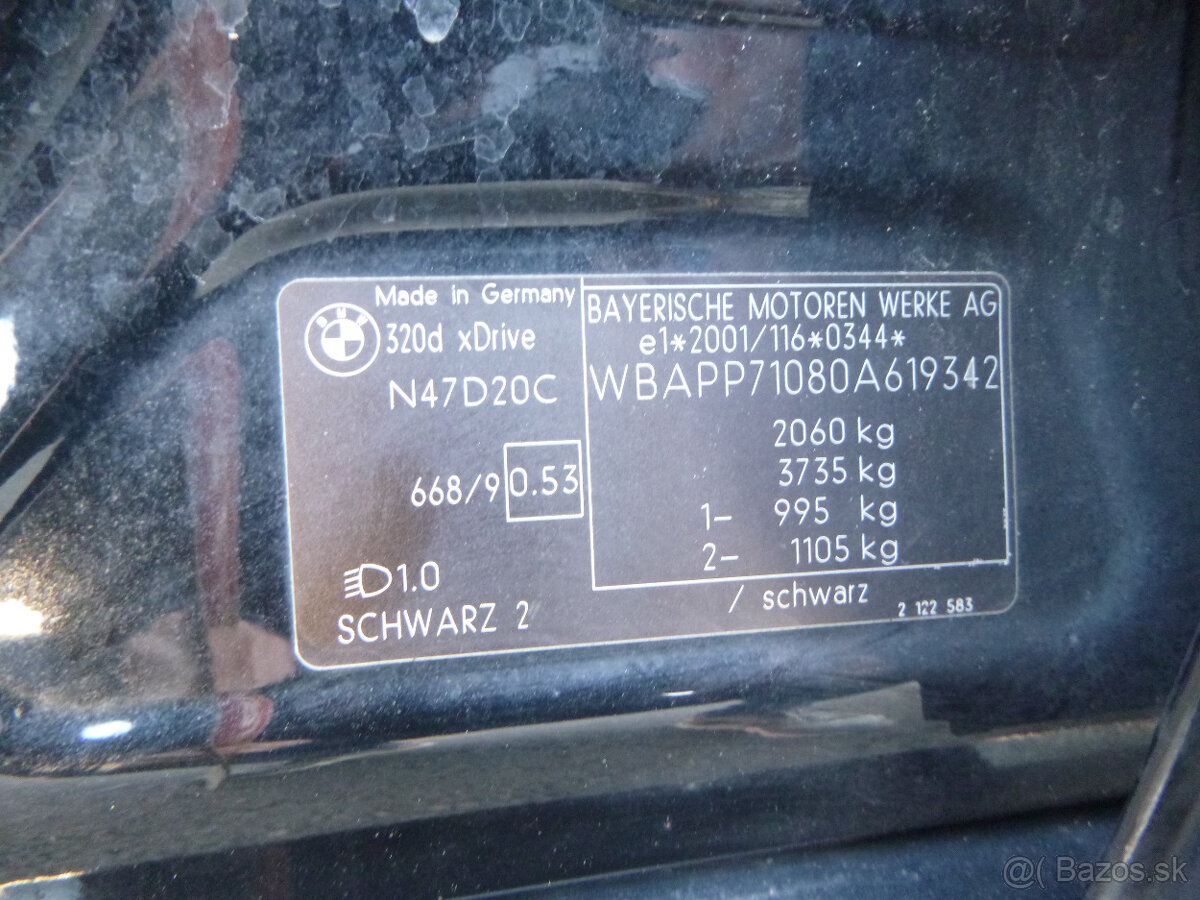 Made in Germany
BMW
320d xDrive
N47D20C
668/9 0.53
1.0
SCHWARZ 2
BAYERISCHE MOTOREN WERKE AG
e1*2001/116*0344*
WBAPP71080A619342
2060 kg
3735 kg
1- 995 kg
2- 1105 kg
/ schwarz
2 122 583
@( Bazos.sk